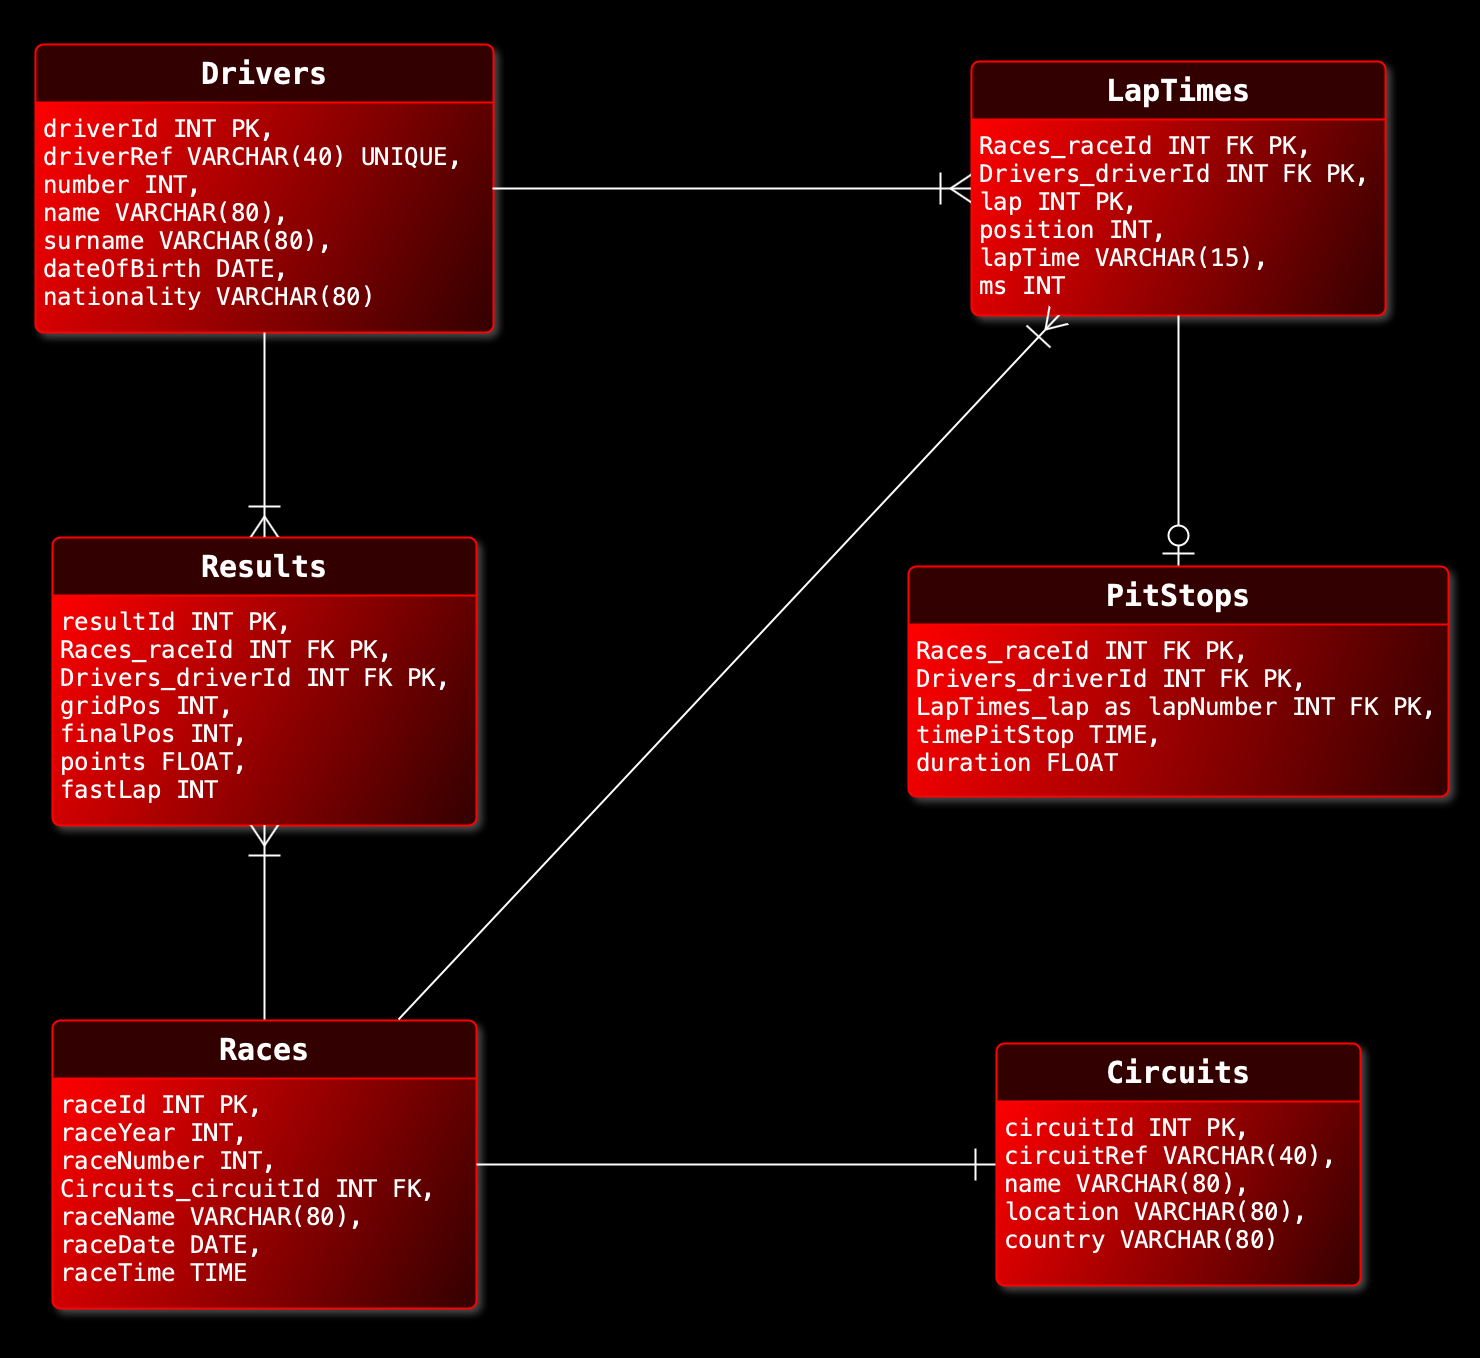 Drivers
driverId INT PK,
driverRef VARCHAR(40) UNIQUE,
number INT,
name VARCHAR(80),
surname VARCHAR(80),
dateOfBirth DATE,
nationality VARCHAR(80)
LapTimes
Races_raceId INT FK PK,
Drivers_driverId INT FK PK,
lap INT PK,
position INT,
lapTime VARCHAR(15),
ms INT
Results
resultId INT PK,
Races_raceId INT FK PK,
Drivers_driverId INT FK PK,
gridPos INT,
finalPos INT,
points FLOAT,
fastLap INT
PitStops
Races_raceId INT FK PK,
Drivers_driverId INT FK PK,
LapTimes_lap as lapNumber INT FK PK,
timePitStop TIME,
duration FLOAT
Races
raceId INT PK,
raceYear INT,
raceNumber INT,
Circuits_circuitId INT FK,
raceName VARCHAR(80),
raceDate DATE,
raceTime TIME
Circuits
circuitId INT PK,
circuitRef VARCHAR(40),
name VARCHAR(80),
location VARCHAR(80),
country VARCHAR(80)